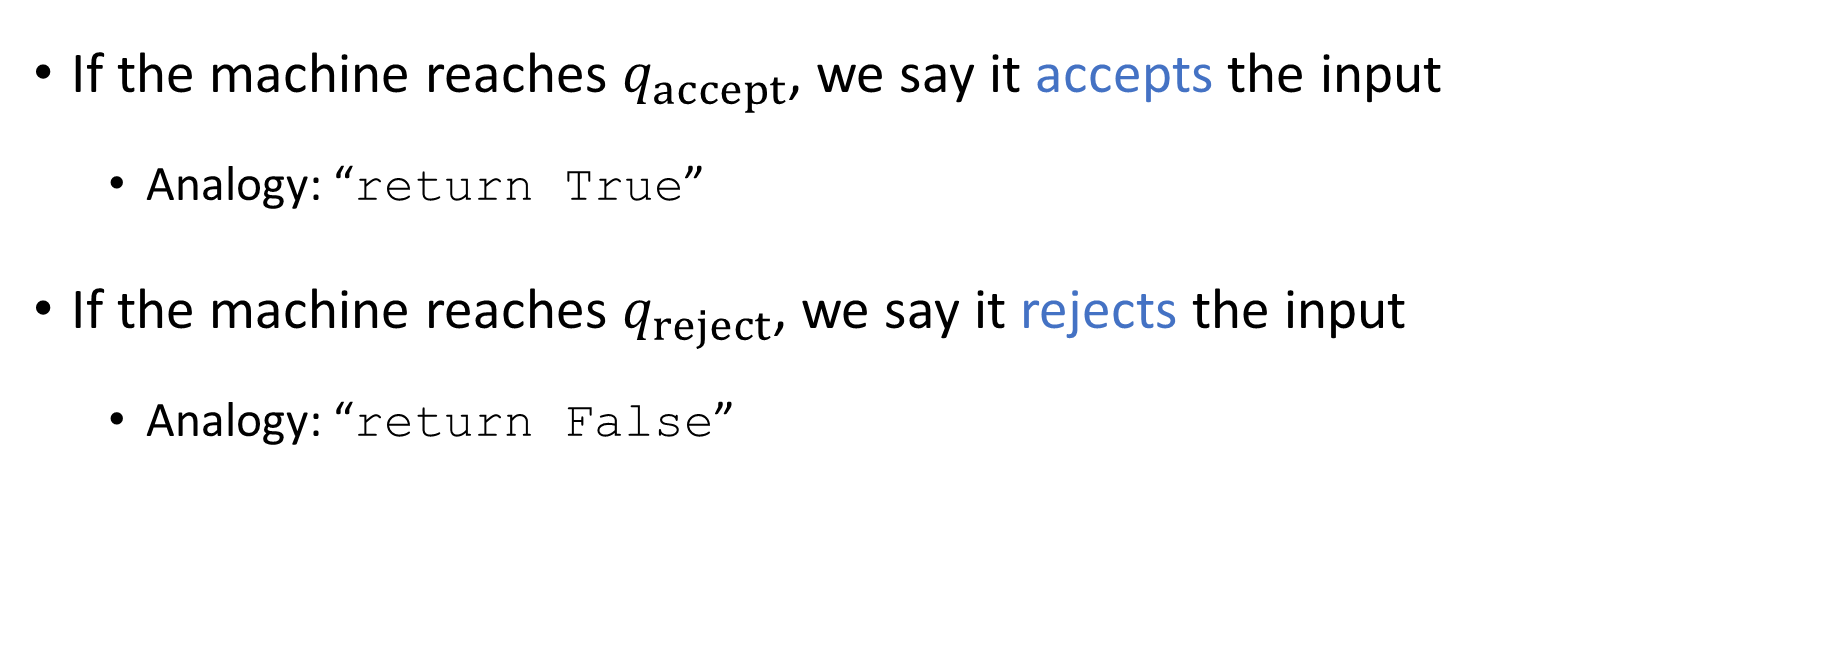 • If the machine reaches q_accept, we say it accepts the input
• Analogy: “return True”
• If the machine reaches q_reject, we say it rejects the input
• Analogy: “return False”